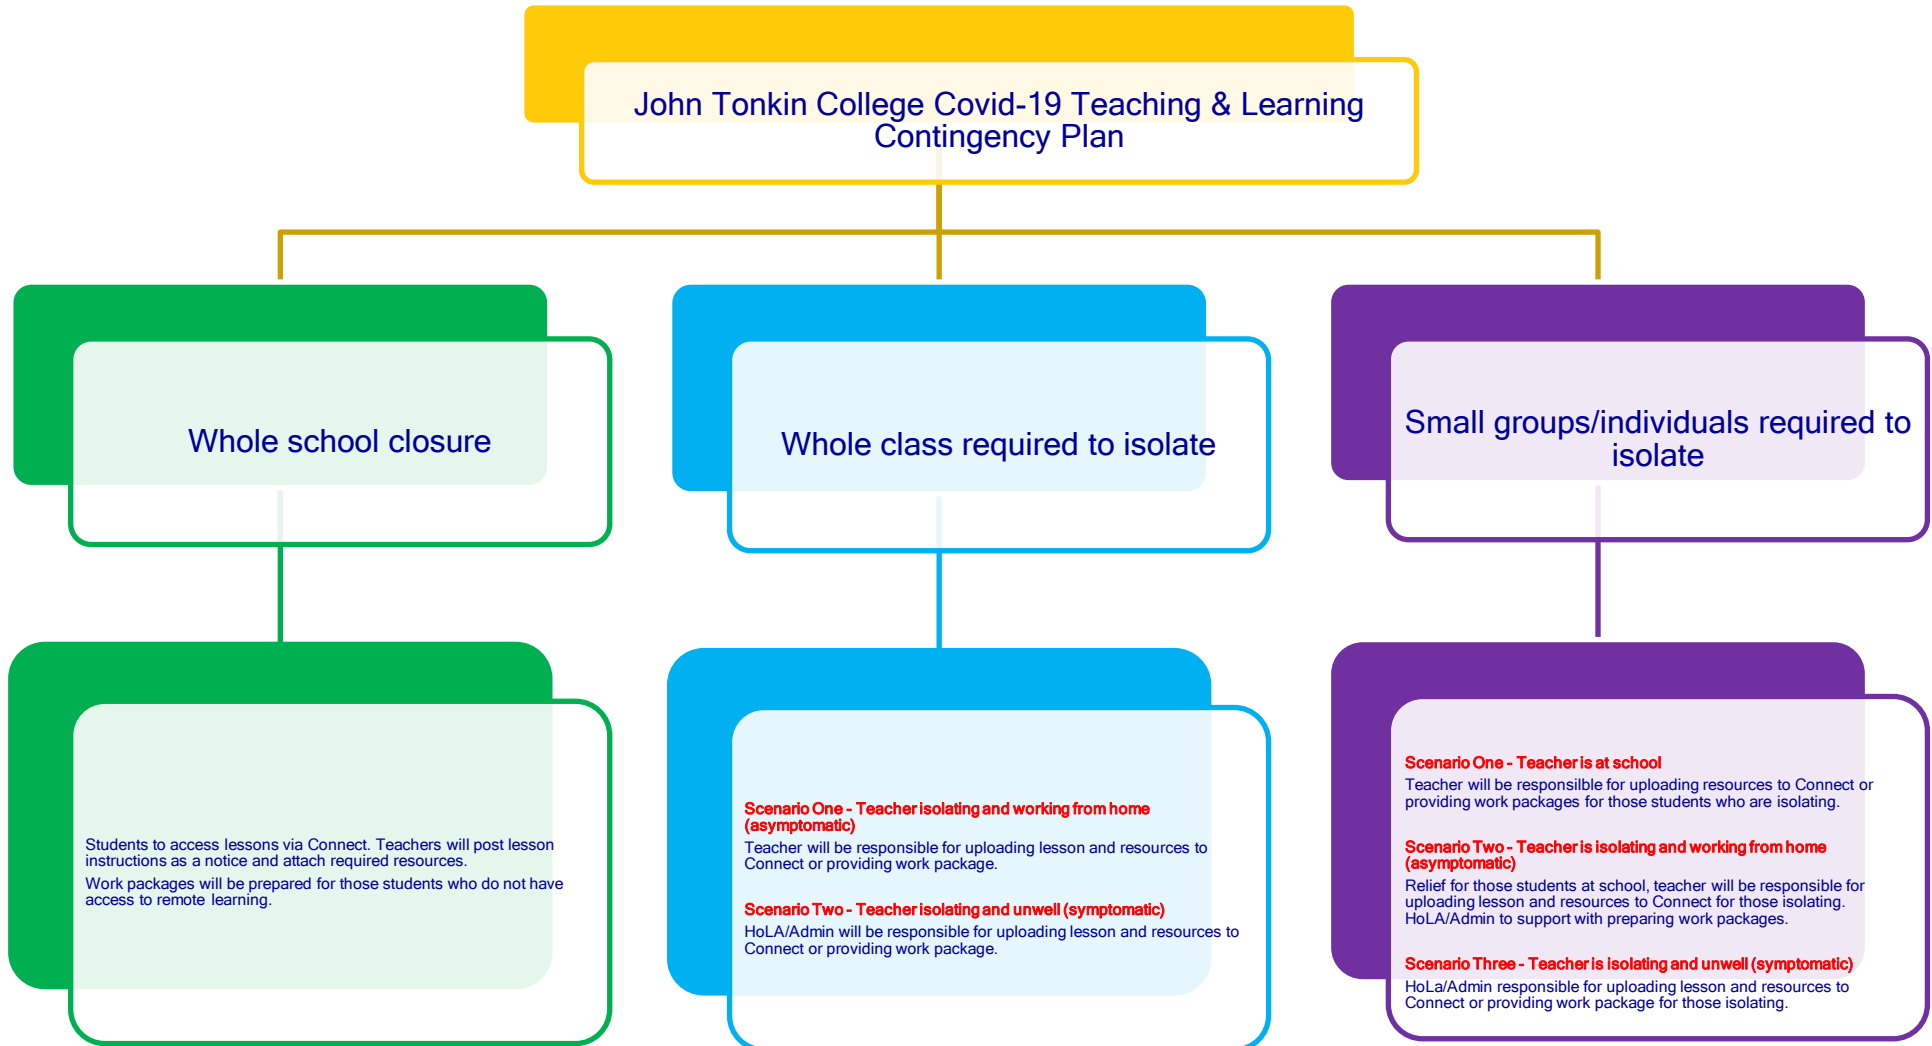 John Tonkin College Covid-19 Teaching & Learning
Contingency Plan
Whole school closure
Whole class required to isolate
Small groups/individuals required to
isolate
Students to access lessons via Connect. Teachers will post lesson
instructions as a notice and attach required resources.
Work packages will be prepared for those students who do not have
access to remote learning.
Scenario One - Teacher isolating and working from home
(asymptomatic)
Teacher will be responsible for uploading lesson and resources to
Connect or providing work package.
Scenario Two - Teacher isolating and unwell (symptomatic)
HoLA/Admin will be responsible for uploading lesson and resources to
Connect or providing work package.
Scenario One - Teacher is at school
Teacher will be responsilble for uploading resources to Connect or
providing work packages for those students who are isolating.
Scenario Two - Teacher is isolating and working from home
(asymptomatic)
Relief for those students at school, teacher will be responsible for
uploading lesson and resources to Connect for those isolating.
HoLA/Admin to support with preparing work packages.
Scenario Three - Teacher is isolating and unwell (symptomatic)
HoLa/Admin responsible for uploading lesson and resources to
Connect or providing work package for those isolating.